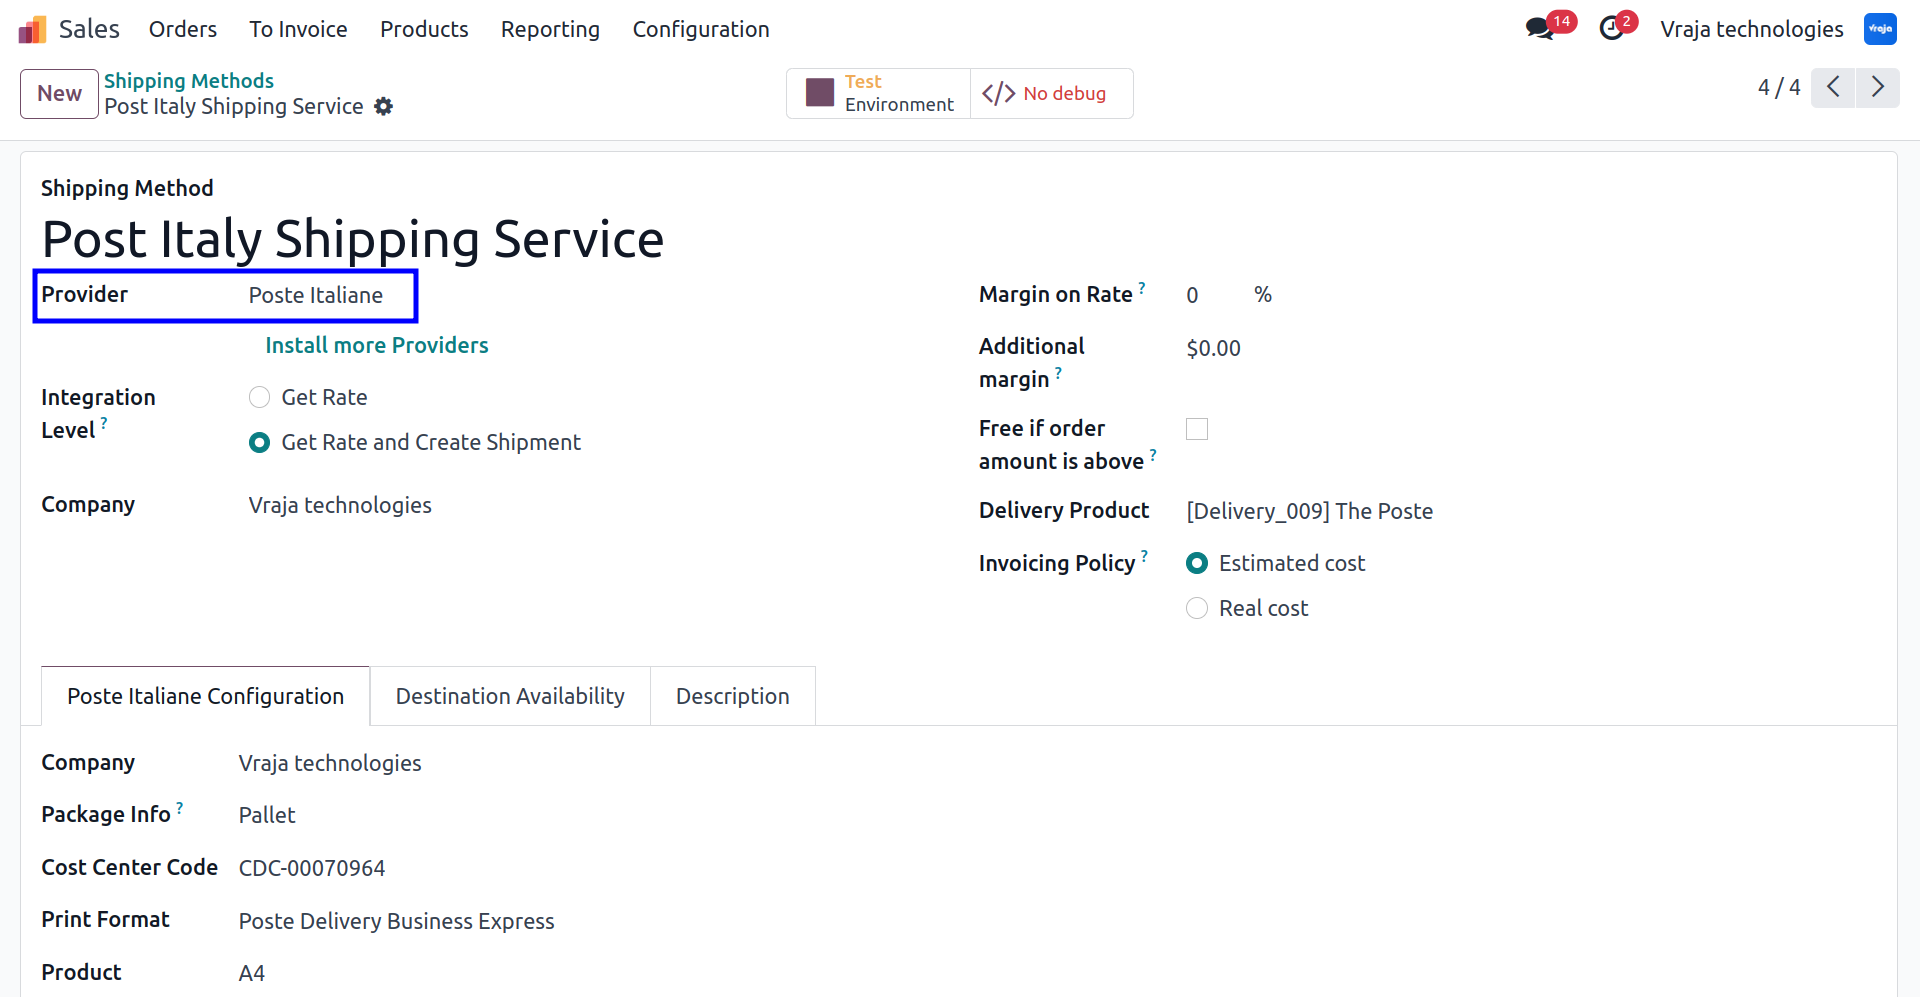 Sales Orders To Invoice Products Reporting Configuration 14 2 Vraja technologies vraja
New Shipping Methods
Post Italy Shipping Service
Test
Environment
</> No debug
4 / 4
Shipping Method
Post Italy Shipping Service
Provider Poste Italiane
Install more Providers
Integration
Level ?
Get Rate
Get Rate and Create Shipment
Company Vraja technologies
Margin on Rate ? 0 %
Additional
margin ?
$0.00
Free if order
amount is above ?
Delivery Product [Delivery_009] The Poste
Invoicing Policy ? Estimated cost
Real cost
Poste Italiane Configuration Destination Availability Description
Company Vraja technologies
Package Info ? Pallet
Cost Center Code CDC-00070964
Print Format Poste Delivery Business Express
Product A4